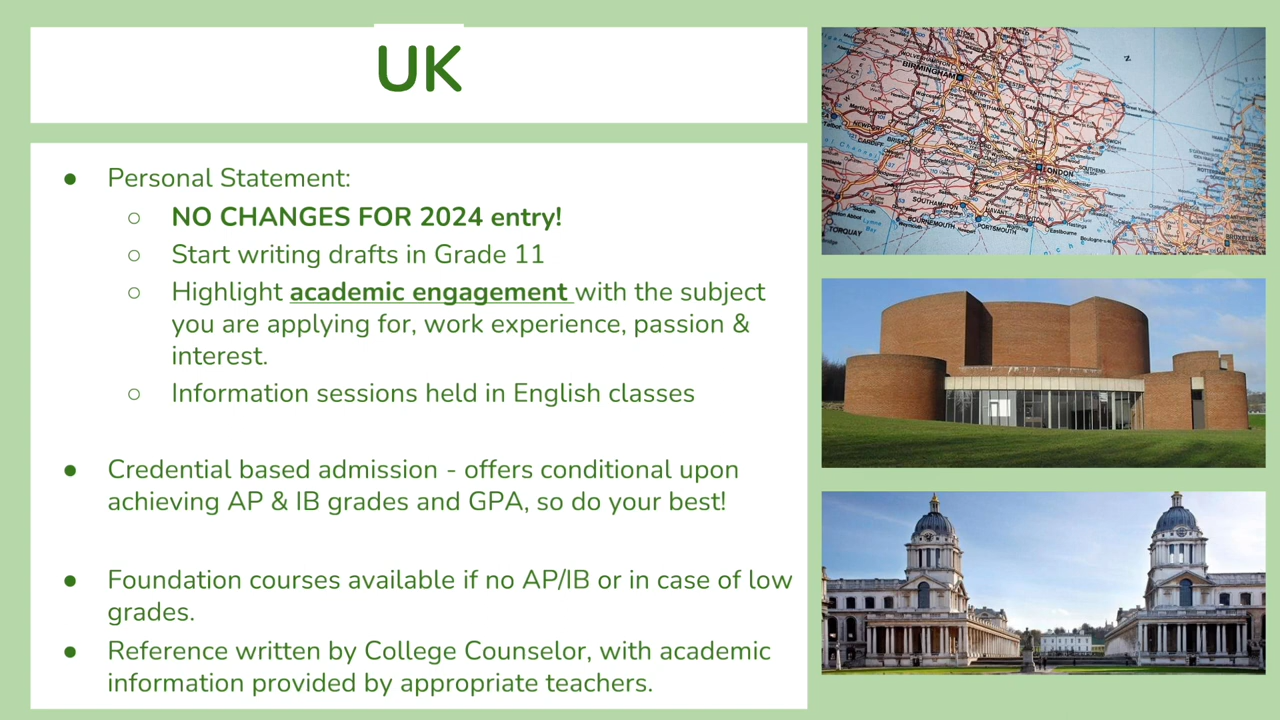 UK
● Personal Statement:
○ NO CHANGES FOR 2024 entry!
○ Start writing drafts in Grade 11
○ Highlight academic engagement with the subject
you are applying for, work experience, passion &
interest.
○ Information sessions held in English classes
● Credential based admission - offers conditional upon
achieving AP & IB grades and GPA, so do your best!
● Foundation courses available if no AP/IB or in case of low
grades.
● Reference written by College Counselor, with academic
information provided by appropriate teachers.
BIRMINGHAM
LONDON
SOUTHAMPTON
BOURNEMOUTH
PORTSMOUTH
TORQUAY